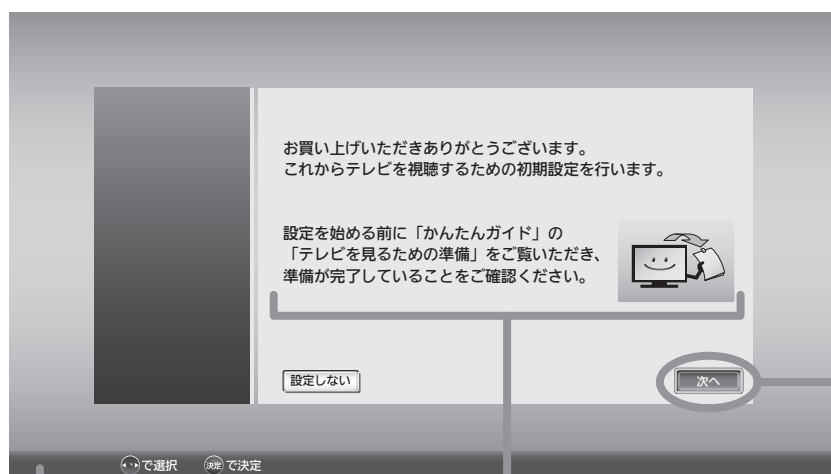 お買い上げいただきありがとうございます。
これからテレビを視聴するための初期設定を行います。
設定を始める前に「かんたんガイド」の
「テレビを見るための準備」をご覧いただき、
準備が完了していることをご確認ください。
設定しない
次へ
で選択 決定 で決定